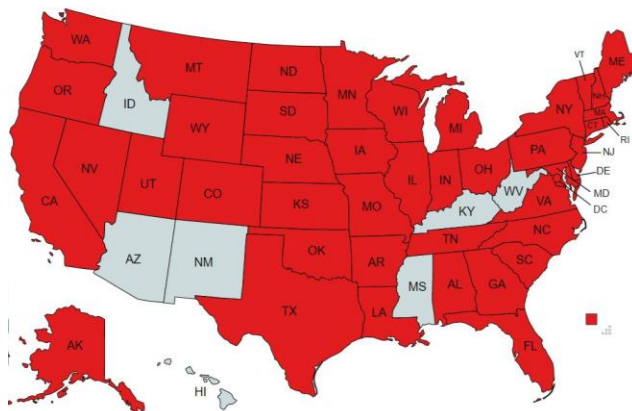 WA
MT
ND
MN
VT
ME
OR
ID
SD
WI
NH
NY
MA
WY
MI
CT
RI
NE
IA
PA
NJ
NV
UT
CO
IL
IN
OH
DE
CA
KS
MO
WV
VA
MD
KY
DC
AZ
NM
OK
AR
TN
NC
SC
MS
AL
GA
TX
LA
AK
FL
HI